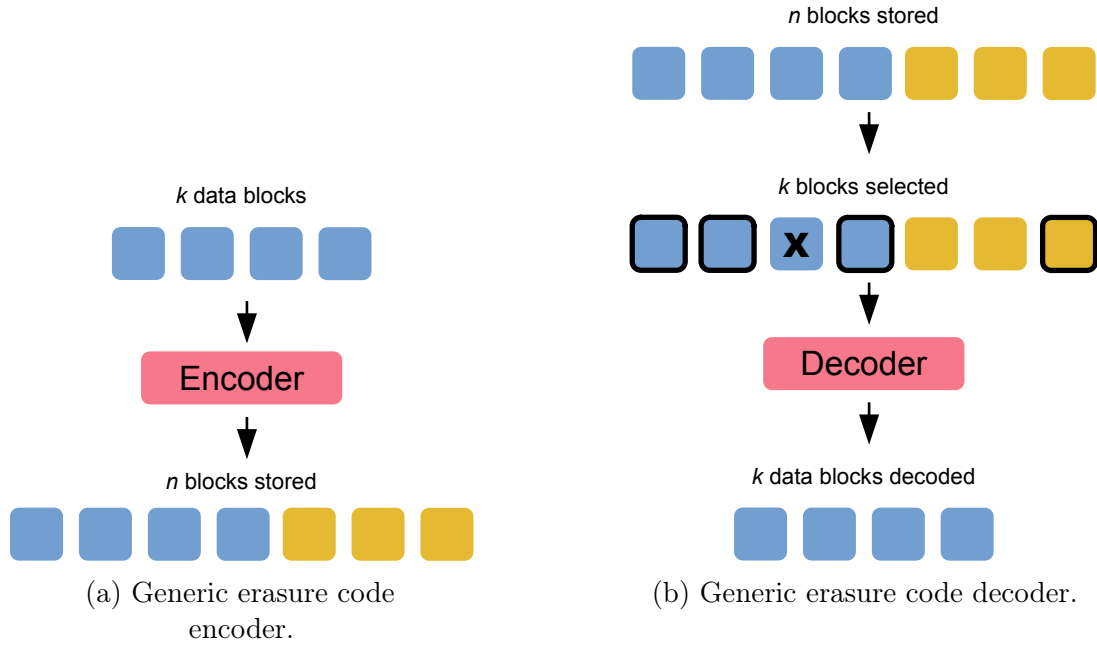 k data blocks
Encoder
n blocks stored
(a) Generic erasure code
encoder.
n blocks stored
k blocks selected
x
Decoder
k data blocks decoded
(b) Generic erasure code decoder.